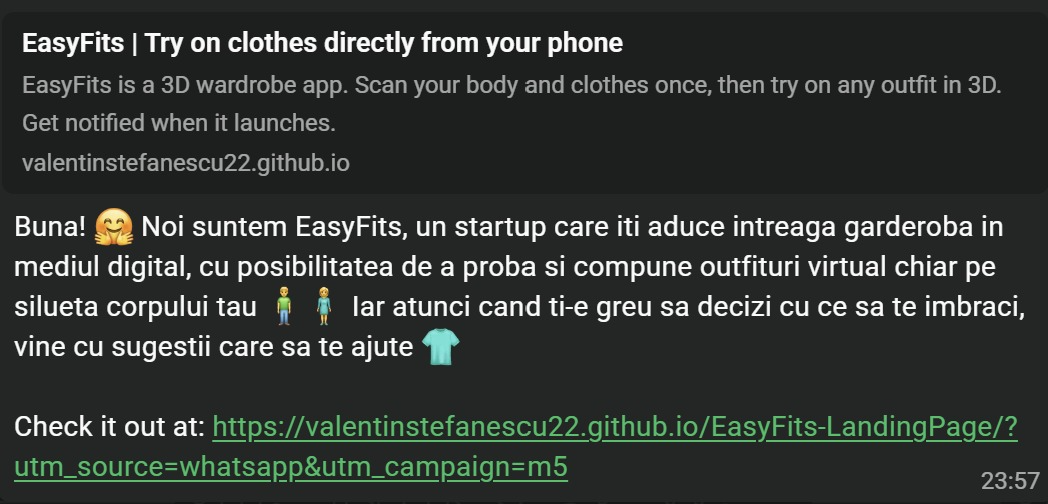 EasyFits | Try on clothes directly from your phone
EasyFits is a 3D wardrobe app. Scan your body and clothes once, then try on any outfit in 3D.
Get notified when it launches.
valentinstefanescu22.github.io
Buna! 🤗 Noi suntem EasyFits, un startup care iti aduce intreaga garderoba in
mediul digital, cu posibilitatea de a proba si compune outfituri virtual chiar pe
silueta corpului tau 🧍‍♂️ 🧍‍♀️ Iar atunci cand ti-e greu sa decizi cu ce sa te imbraci,
vine cu sugestii care sa te ajute 👕
Check it out at: https://valentinstefanescu22.github.io/EasyFits-LandingPage/?
utm_source=whatsapp&utm_campaign=m5
23:57